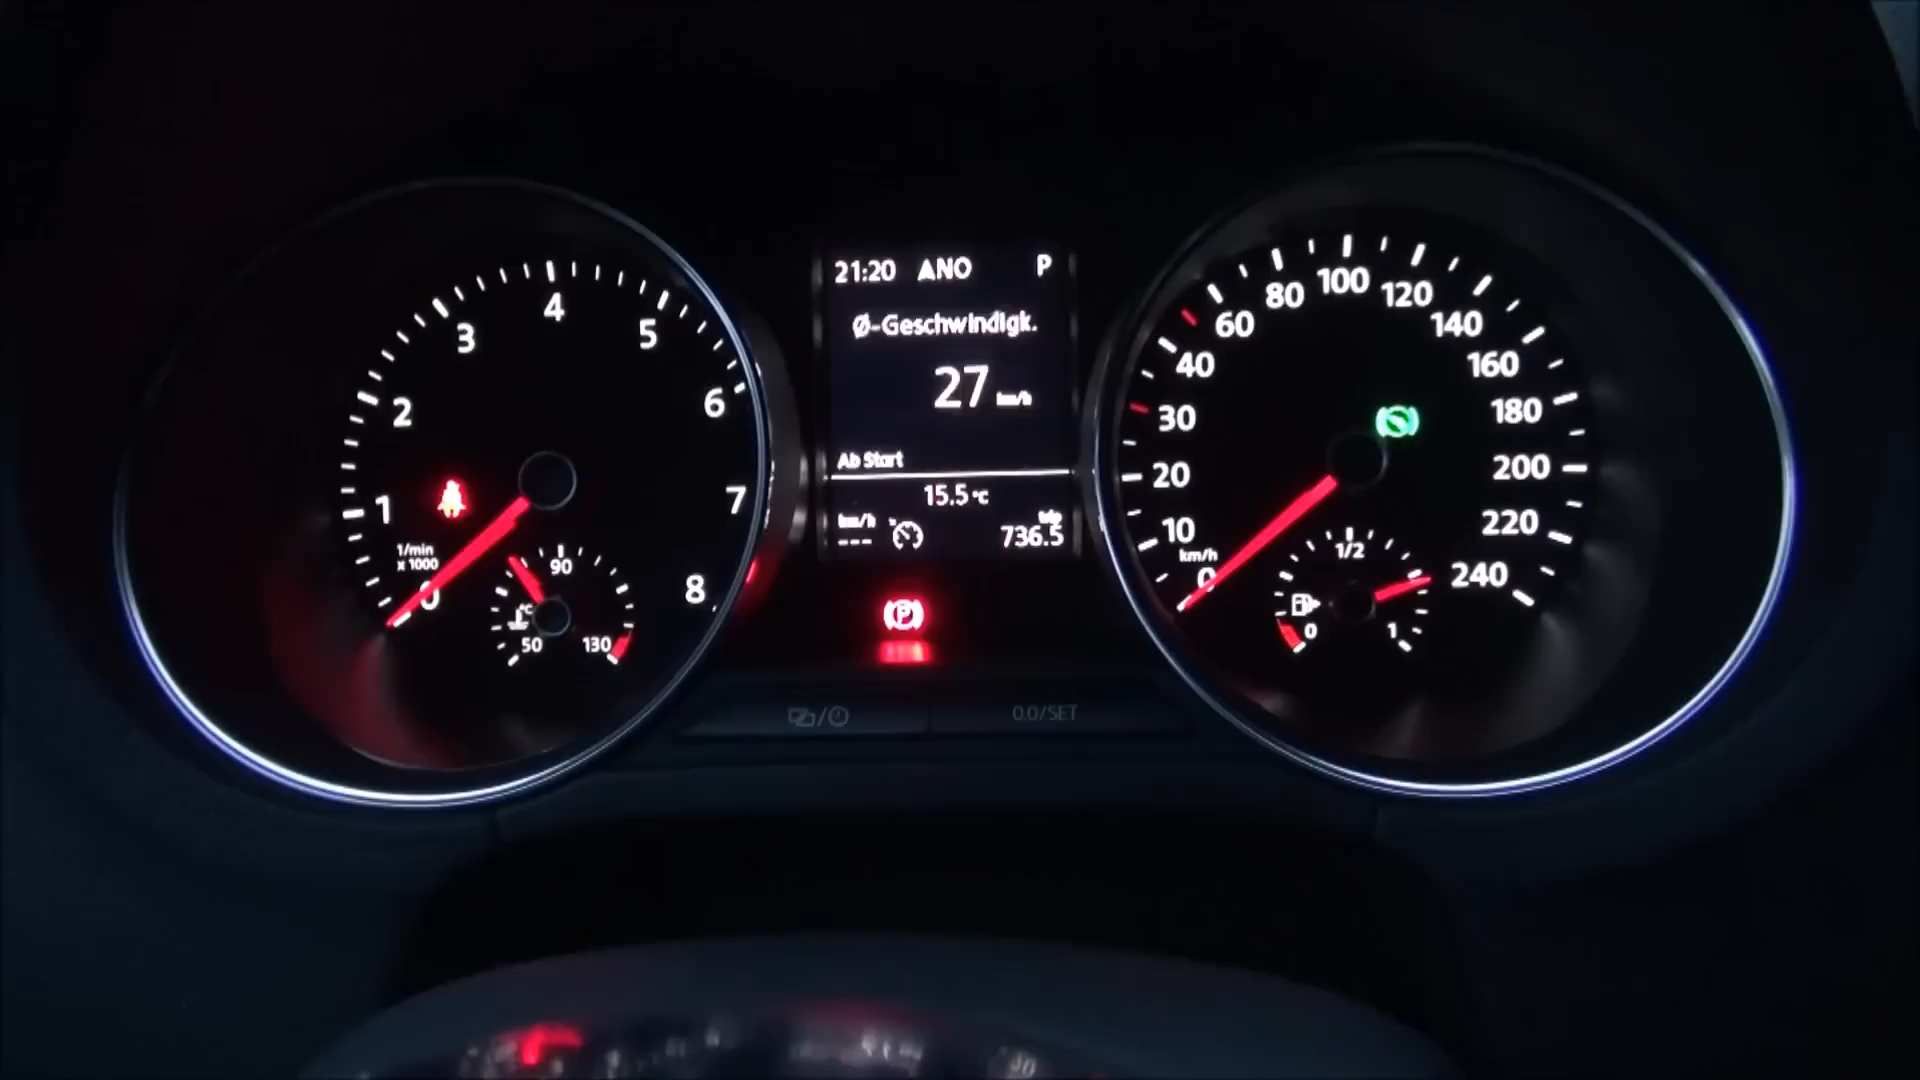 21:20 ANO P
Ø-Geschwindigk.
27 km/h
Ab Start
15.5 °C
km/h
---
trip
736.5
0 1 2 3 4 5 6 7 8
1/min
x 1000
°C
50 90 130
0 10 20 30 40 60 80 100 120 140 160 180 200 220 240
km/h
0 1/2 1
P
0.0/SET